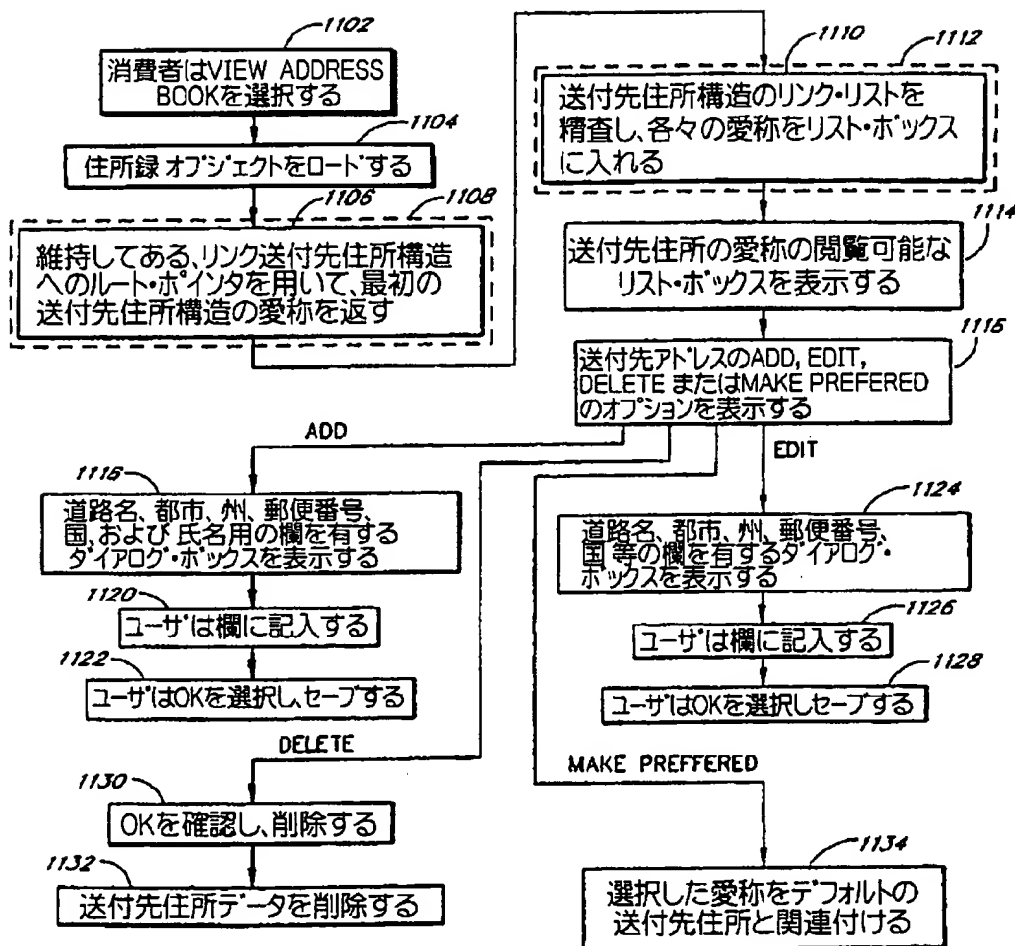 1102
消費者はVIEW ADDRESS
BOOKを選択する
1104
住所録オブジェクトをロードする
1106
1108
維持してある、リンク送付先住所構造
へのルート・ポインタを用いて、最初の
送付先住所構造の愛称を返す
1110
1112
送付先住所構造のリンク・リストを
精査し、各々の愛称をリスト・ボックス
に入れる
1114
送付先住所の愛称の閲覧可能な
リスト・ボックスを表示する
1116
送付先アドレスのADD, EDIT,
DELETEまたはMAKE PREFERED
のオプションを表示する
ADD
EDIT
1116
道路名、都市、州、郵便番号、
国,および氏名用の欄を有する
ダイアログ・ボックスを表示する
1120
ユーザは欄に記入する
1122
ユーザはOKを選択し、セーブする
1124
道路名、都市、州、郵便番号、
国等の欄を有するダイアログ・
ボックスを表示する
1126
ユーザは欄に記入する
1128
ユーザはOKを選択しセーブする
DELETE
1130
OKを確認し、削除する
1132
送付先住所データを削除する
MAKE PREFFERED
1134
選択した愛称をデフォルトの
送付先住所と関連付ける